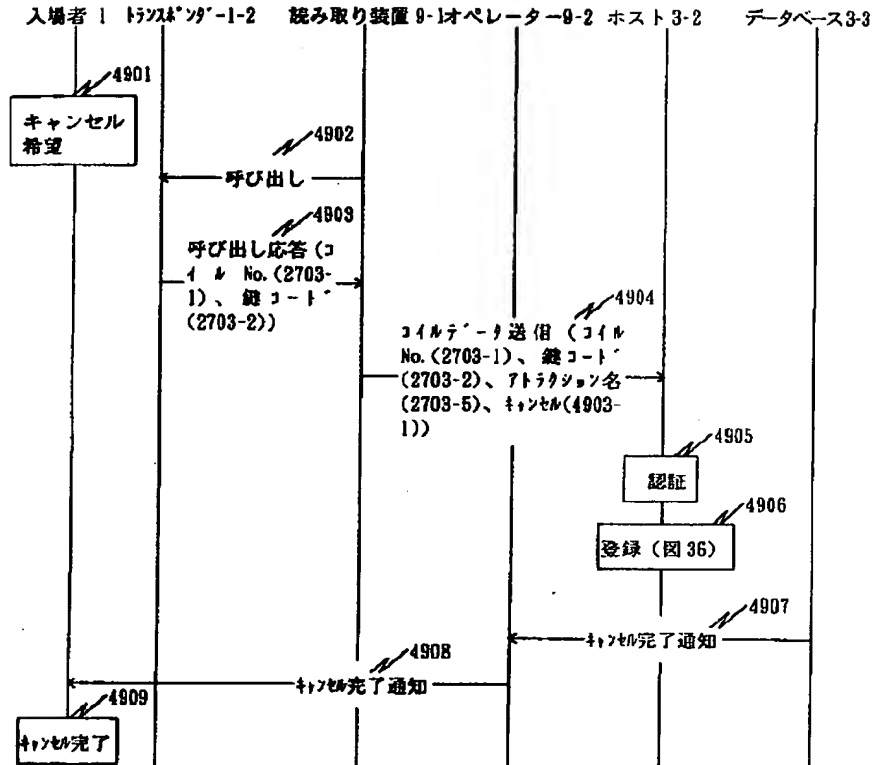 入場者 1 トランスポンダー1-2 読み取り装置 9-1 オペレーター9-2 ホスト3-2 データベース3-3
4901
キャンセル
希望
4902
呼び出し
4903
呼び出し応答(コ
イル No.(2703-
1)、鍵コード
(2703-2))
4904
コイルデータ送信(コイル
No.(2703-1)、鍵コード
(2703-2)、アトラクション名
(2703-5)、キャンセル(4903-
1))
4905
認証
4906
登録(図36)
4907
キャンセル完了通知
4908
キャンセル完了通知
4909
キャンセル完了